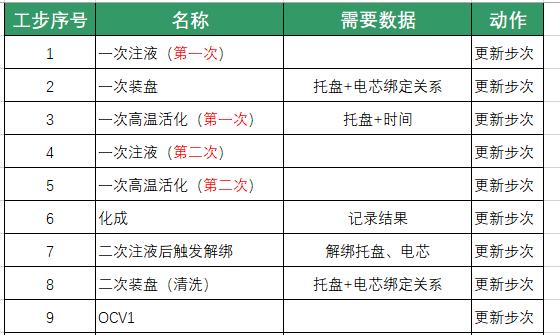 工步序号 名称 需要数据 动作
1 一次注液（第一次） 更新步次
2 一次装盘 托盘+电芯绑定关系 更新步次
3 一次高温活化（第一次） 托盘+时间 更新步次
4 一次注液（第二次） 更新步次
5 一次高温活化（第二次） 更新步次
6 化成 记录结果 更新步次
7 二次注液后触发解绑 解绑托盘、电芯 更新步次
8 二次装盘（清洗） 托盘+电芯绑定关系 更新步次
9 OCV1 更新步次